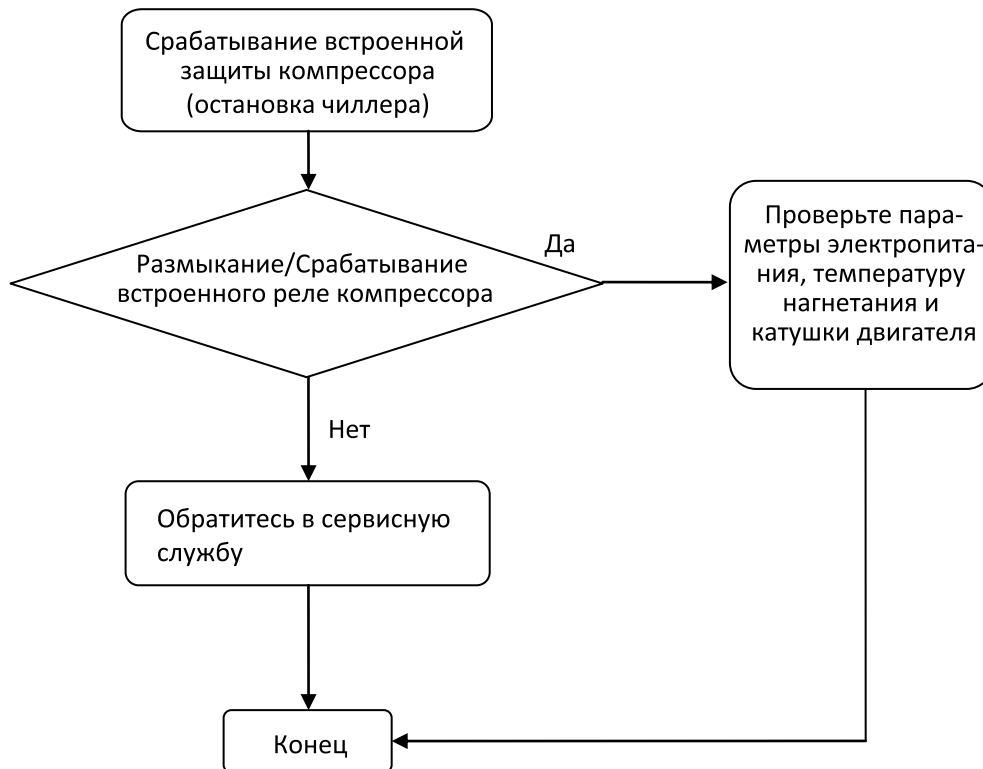 Срабатывание встроенной
защиты компрессора
(остановка чиллера)
Размыкание/Срабатывание
встроенного реле компрессора
Да
Проверьте пара-
метры электропита-
ния, температуру
нагнетания и
катушки двигателя
Нет
Обратитесь в сервисную
службу
Конец